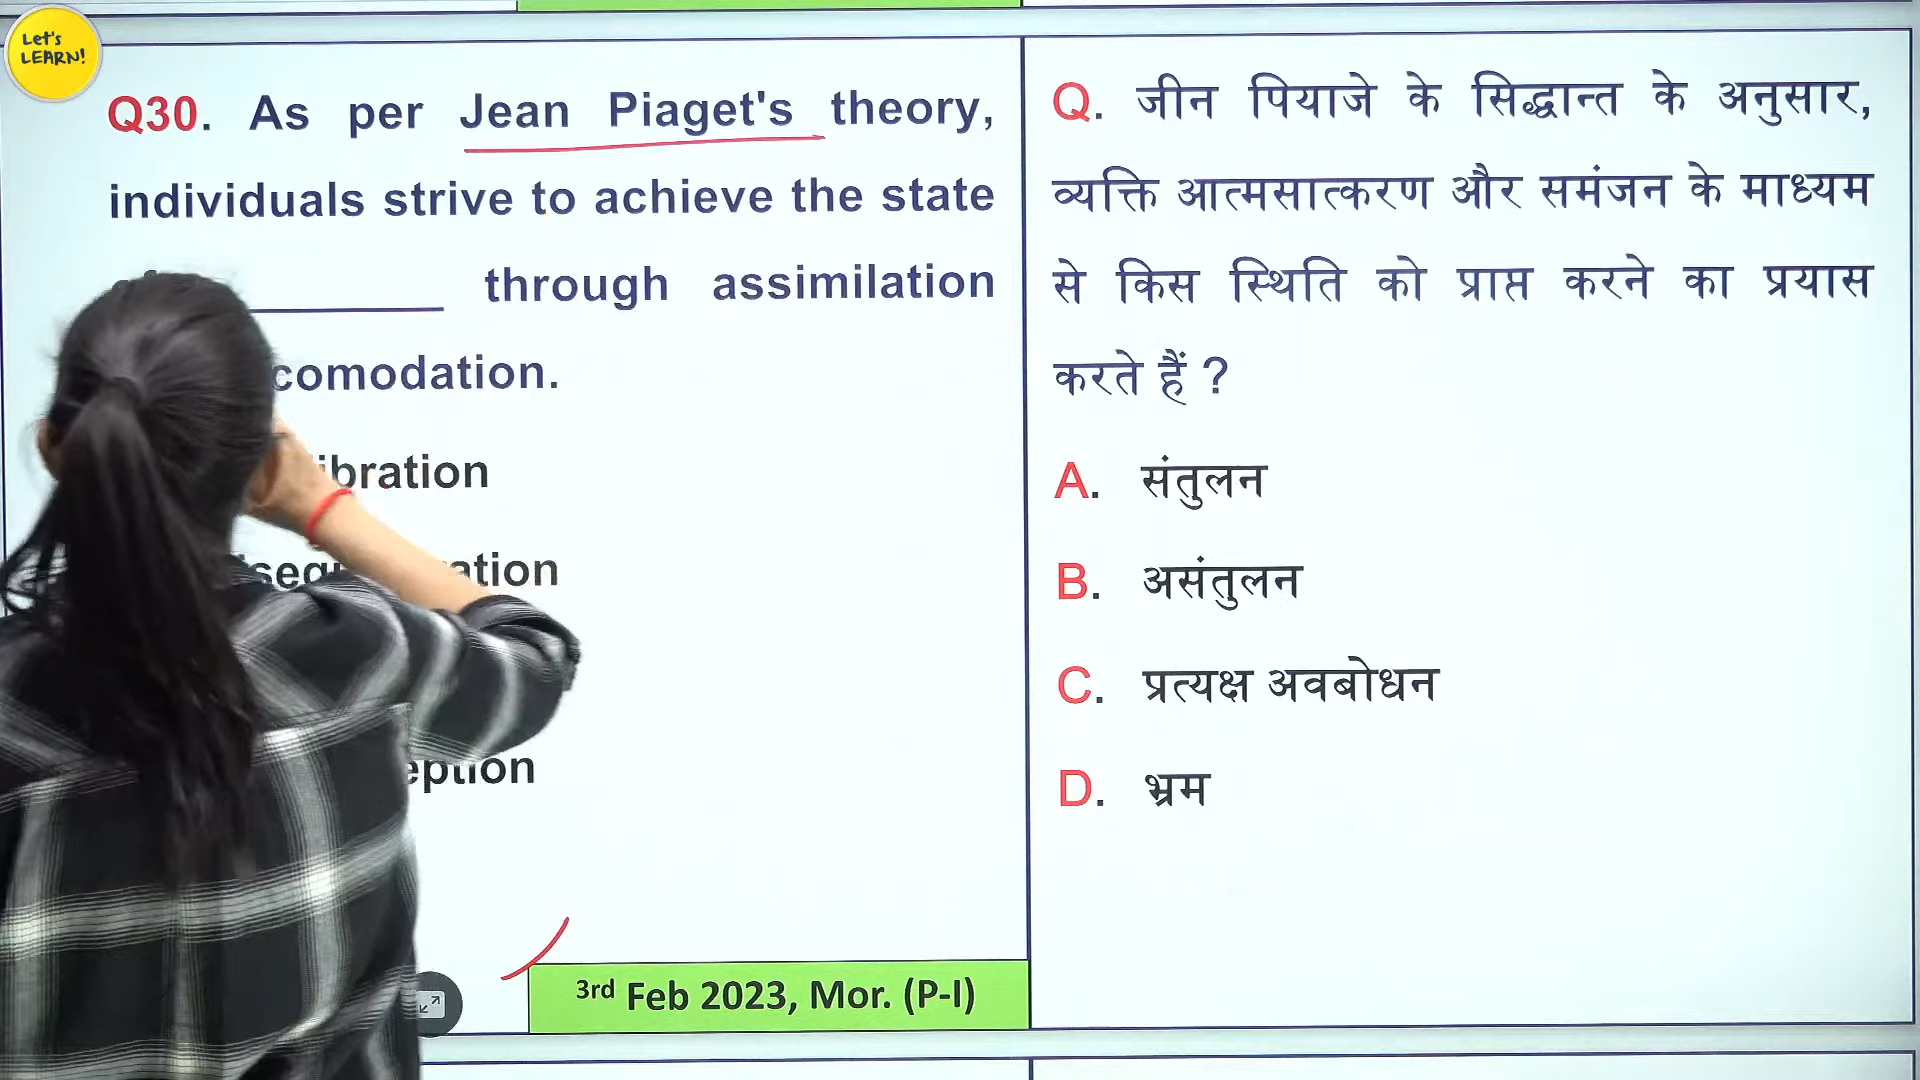 Let's
LEARN!
Q30. As per Jean Piaget's theory,
individuals strive to achieve the state
through assimilation
comodation.
ibration
ation
eption
3rd Feb 2023, Mor. (P-I)
Q. जीन पियाजे के सिद्धान्त के अनुसार,
व्यक्ति आत्मसात्करण और समंजन के माध्यम
से किस स्थिति को प्राप्त करने का प्रयास
करते हैं ?
A. संतुलन
B. असंतुलन
C. प्रत्यक्ष अवबोधन
D. भ्रम